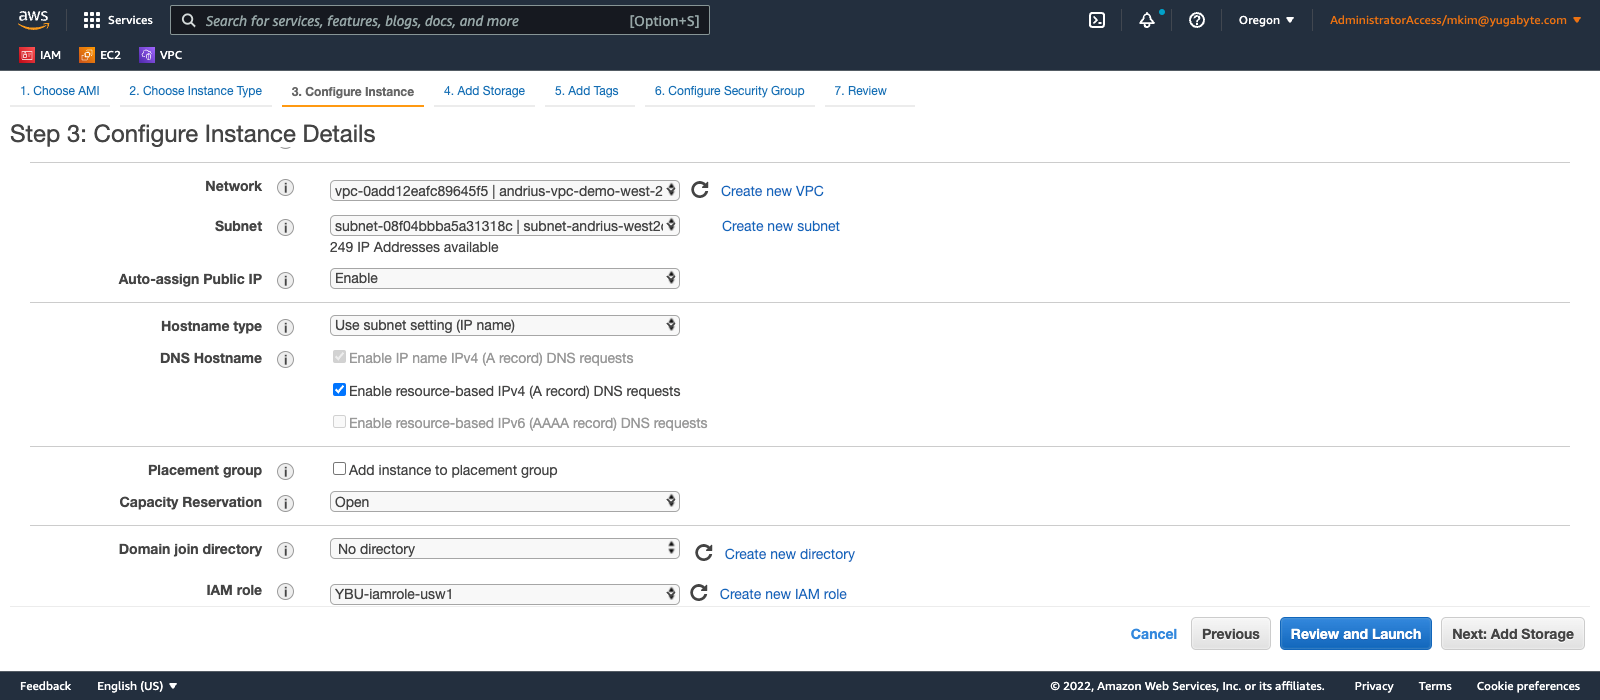 aws
Services
Search for services, features, blogs, docs, and more [Option+S]
Oregon
AdministratorAccess/mkim@yugabyte.com
IAM EC2 VPC
1. Choose AMI 2. Choose Instance Type 3. Configure Instance 4. Add Storage 5. Add Tags 6. Configure Security Group 7. Review
Step 3: Configure Instance Details
Network i vpc-0add12eafc89645f5 | andrius-vpc-demo-west-2 Create new VPC
Subnet i subnet-08f04bbba5a31318c | subnet-andrius-west2 Create new subnet
249 IP Addresses available
Auto-assign Public IP i Enable
Hostname type i Use subnet setting (IP name)
DNS Hostname i Enable IP name IPv4 (A record) DNS requests
Enable resource-based IPv4 (A record) DNS requests
Enable resource-based IPv6 (AAAA record) DNS requests
Placement group i Add instance to placement group
Capacity Reservation i Open
Domain join directory i No directory Create new directory
IAM role i YBU-iamrole-usw1 Create new IAM role
Cancel Previous Review and Launch Next: Add Storage
Feedback English (US) © 2022, Amazon Web Services, Inc. or its affiliates. Privacy Terms Cookie preferences